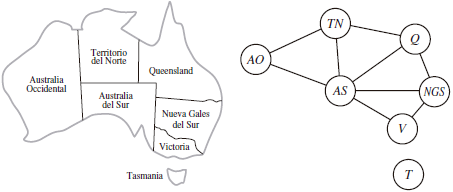 Territorio
del Norte
Queensland
Australia
Occidental
Australia
del Sur
Nueva Gales
del Sur
Victoria
Tasmania
TN
Q
AO
AS
NGS
V
T